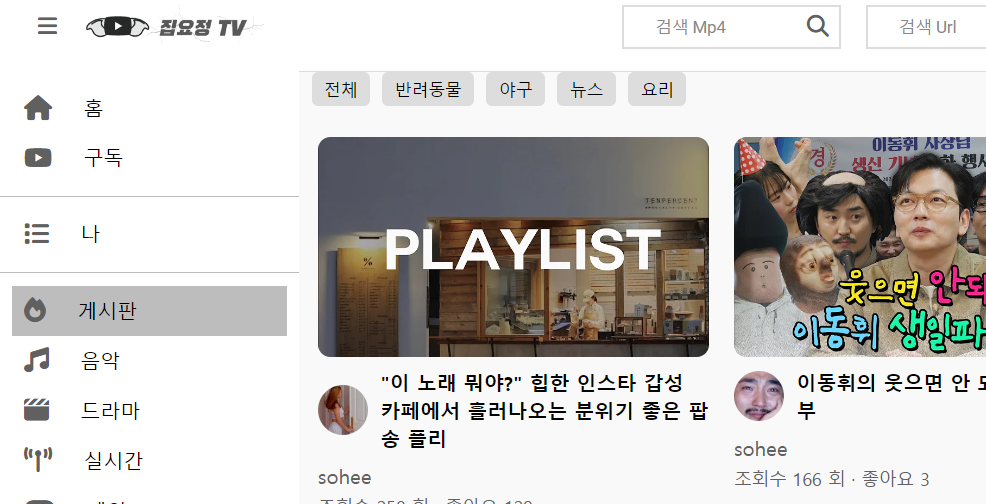 집요정 TV
검색 Mp4
검색 Url
홈
구독
나
게시판
음악
드라마
실시간
전체
반려동물
야구
뉴스
요리
TENPERCENT
%
PLAYLIST
"이 노래 뭐야?" 힙한 인스타 갑성
카페에서 흘러나오는 분위기 좋은 팝
송 플리
sohee
이동휘 사장님
웃으면 안되
이동휘 생일파
이동휘의 웃으면 안 되
부
sohee
조회수 166 회 · 좋아요 3